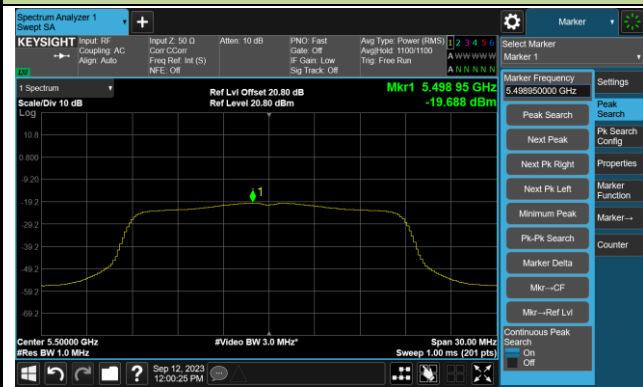 Spectrum Analyzer 1
Swept SA
Marker
KEYSIGHT
Input: RF
Coupling: AC
Align: Auto
Input Z: 50 Ω
Corr CCorr
Freq Ref: Int (S)
NFE: Off
Atten: 10 dB
PNO: Fast
Gate: Off
IF Gain: Low
Sig Track: Off
Avg Type: Power (RMS)
Avg|Hold: 1100/1100
Trig: Free Run
1 2 3 4 5 6
A W W W W W
A N N N N N
LXI
Select Marker
Marker 1
1 Spectrum
Scale/Div 10 dB
Log
Ref Lvl Offset 20.80 dB
Ref Level 20.80 dBm
Mkr1 5.498 95 GHz
-19.688 dBm
10.8
0.800
-9.20
-19.2
-29.2
-39.2
-49.2
-59.2
-69.2
1
Center 5.50000 GHz
#Res BW 1.0 MHz
#Video BW 3.0 MHz*
Span 30.00 MHz
Sweep 1.00 ms (201 pts)
Marker Frequency
5.498950000 GHz
Peak Search
Next Peak
Next Pk Right
Next Pk Left
Minimum Peak
Pk-Pk Search
Marker Delta
Mkr→CF
Mkr→Ref Lvl
Continuous Peak
Search
On
Off
Settings
Peak
Search
Pk Search
Config
Properties
Marker
Function
Marker→
Counter
Sep 12, 2023
12:00:25 PM